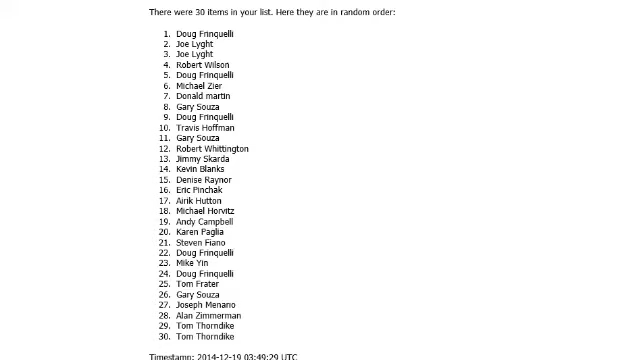 There were 30 items in your list. Here they are in random order:
1. Doug Frinquelli
2. Joe Lyght
3. Joe Lyght
4. Robert Wilson
5. Doug Frinquelli
6. Michael Zier
7. Donald martin
8. Gary Souza
9. Doug Frinquelli
10. Travis Hoffman
11. Gary Souza
12. Robert Whittington
13. Jimmy Skarda
14. Kevin Blanks
15. Denise Raynor
16. Eric Pinchak
17. Airik Hutton
18. Michael Horvitz
19. Andy Campbell
20. Karen Paglia
21. Steven Fiano
22. Doug Frinquelli
23. Mike Yin
24. Doug Frinquelli
25. Tom Frater
26. Gary Souza
27. Joseph Menario
28. Alan Zimmerman
29. Tom Thorndike
30. Tom Thorndike
Timestamp: 2014-12-19 03:49:29 UTC